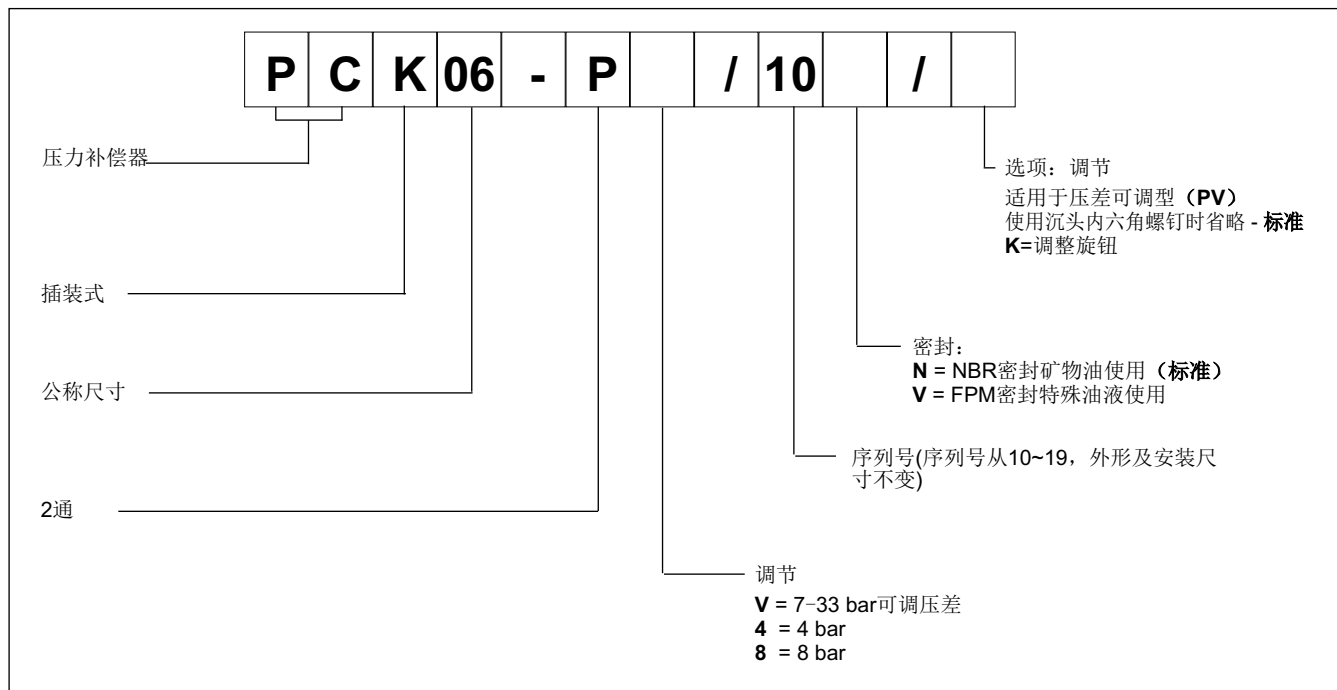 P C K 06 - P / 10 /
压力补偿器
选项：调节
适用于压差可调型（PV）
使用沉头内六角螺钉时省略 - 标准
K=调整旋钮
插装式
密封：
N = NBR密封矿物油使用（标准）
V = FPM密封特殊油液使用
公称尺寸
序列号(序列号从10~19，外形及安装尺
寸不变)
2通
调节
V = 7-33 bar可调压差
4 = 4 bar
8 = 8 bar